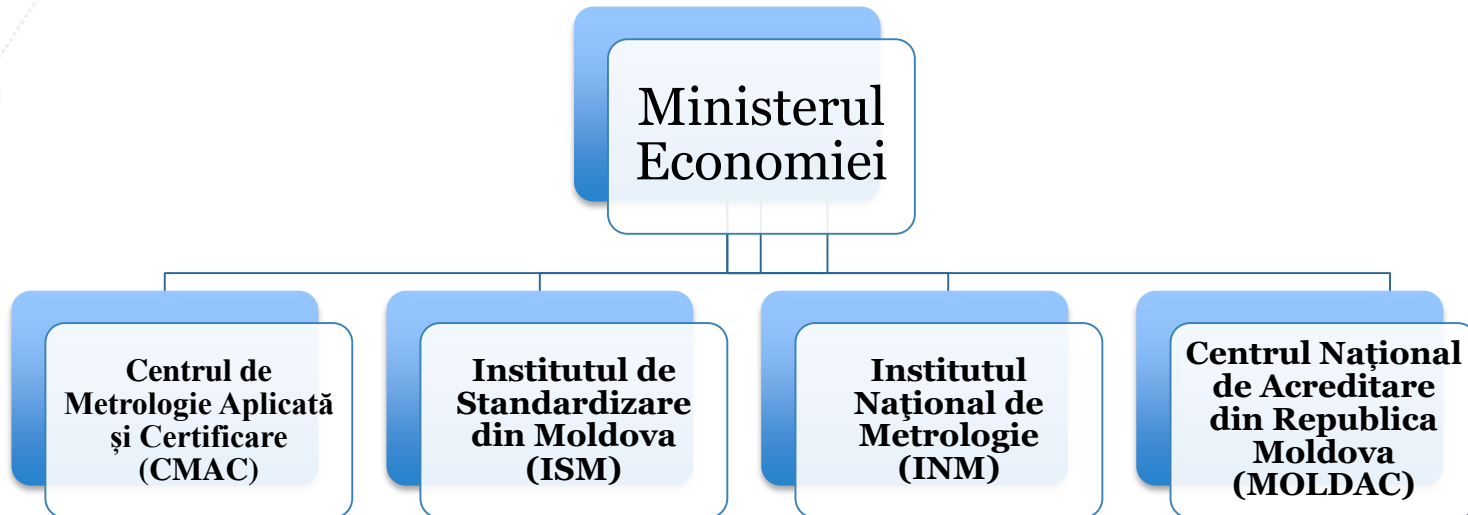 Ministerul
Economiei
Centrul de
Metrologie Aplicată
și Certificare
(CMAC)
Institutul de
Standardizare
din Moldova
(ISM)
Institutul
Naţional de
Metrologie
(INM)
Centrul Național
de Acreditare
din Republica
Moldova
(MOLDAC)